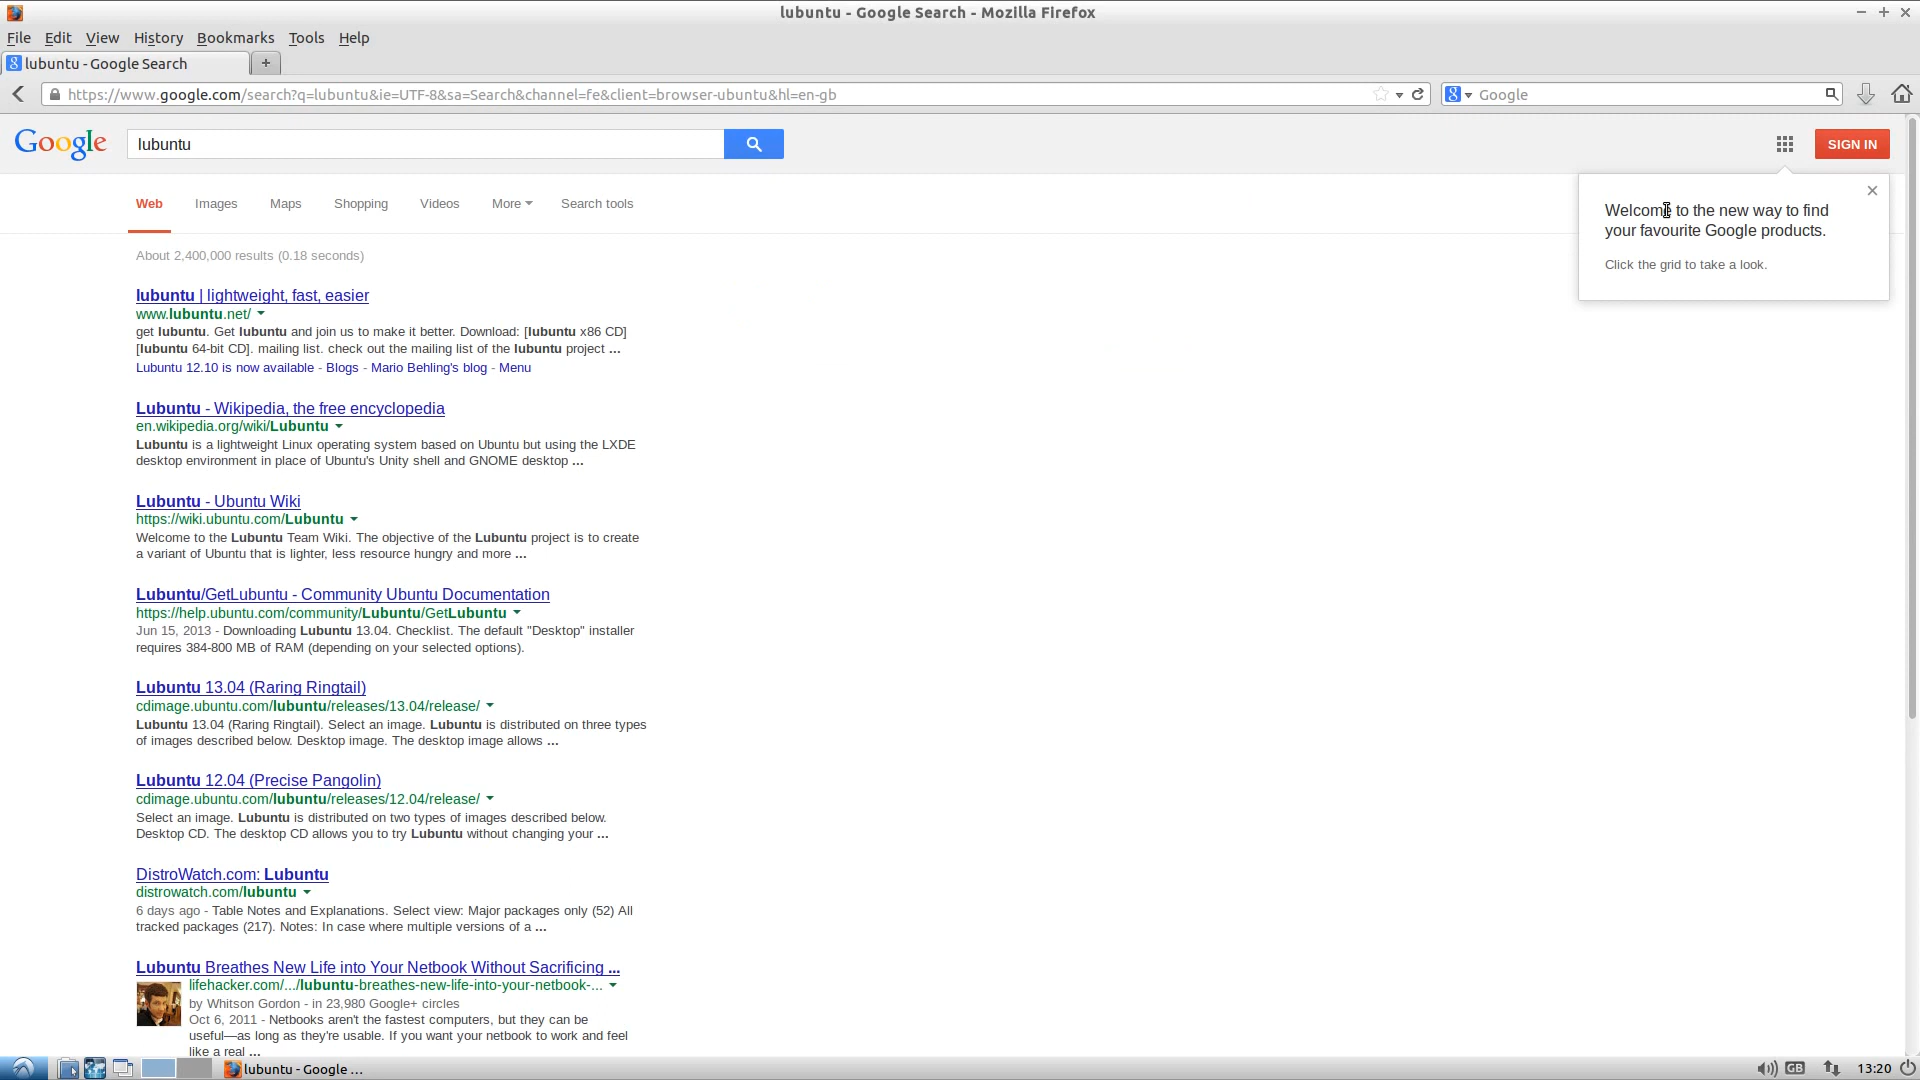 lubuntu - Google Search - Mozilla Firefox
File Edit View History Bookmarks Tools Help
lubuntu - Google Search
https://www.google.com/search?q=lubuntu&ie=UTF-8&sa=Search&channel=fe&client=browser-ubuntu&hl=en-gb
Google
Google
lubuntu
SIGN IN
Web Images Maps Shopping Videos More Search tools
Welcome to the new way to find
your favourite Google products.
Click the grid to take a look.
About 2,400,000 results (0.18 seconds)
lubuntu | lightweight, fast, easier
www.lubuntu.net/
get lubuntu. Get lubuntu and join us to make it better. Download: [lubuntu x86 CD]
[lubuntu 64-bit CD]. mailing list. check out the mailing list of the lubuntu project ...
Lubuntu 12.10 is now available - Blogs - Mario Behling's blog - Menu
Lubuntu - Wikipedia, the free encyclopedia
en.wikipedia.org/wiki/Lubuntu
Lubuntu is a lightweight Linux operating system based on Ubuntu but using the LXDE
desktop environment in place of Ubuntu's Unity shell and GNOME desktop ...
Lubuntu - Ubuntu Wiki
https://wiki.ubuntu.com/Lubuntu
Welcome to the Lubuntu Team Wiki. The objective of the Lubuntu project is to create
a variant of Ubuntu that is lighter, less resource hungry and more ...
Lubuntu/GetLubuntu - Community Ubuntu Documentation
https://help.ubuntu.com/community/Lubuntu/GetLubuntu
Jun 15, 2013 - Downloading Lubuntu 13.04. Checklist. The default "Desktop" installer
requires 384-800 MB of RAM (depending on your selected options).
Lubuntu 13.04 (Raring Ringtail)
cdimage.ubuntu.com/lubuntu/releases/13.04/release/
Lubuntu 13.04 (Raring Ringtail). Select an image. Lubuntu is distributed on three types
of images described below. Desktop image. The desktop image allows ...
Lubuntu 12.04 (Precise Pangolin)
cdimage.ubuntu.com/lubuntu/releases/12.04/release/
Select an image. Lubuntu is distributed on two types of images described below.
Desktop CD. The desktop CD allows you to try Lubuntu without changing your ...
DistroWatch.com: Lubuntu
distrowatch.com/lubuntu
6 days ago - Table Notes and Explanations. Select view: Major packages only (52) All
tracked packages (217). Notes: In case where multiple versions of a ...
Lubuntu Breathes New Life into Your Netbook Without Sacrificing ...
lifehacker.com/.../lubuntu-breathes-new-life-into-your-netbook-...
by Whitson Gordon - in 23,980 Google+ circles
Oct 6, 2011 - Netbooks aren't the fastest computers, but they can be
useful—as long as they're usable. If you want your netbook to work and feel
like a real ...
lubuntu - Google ...
GB
13:20